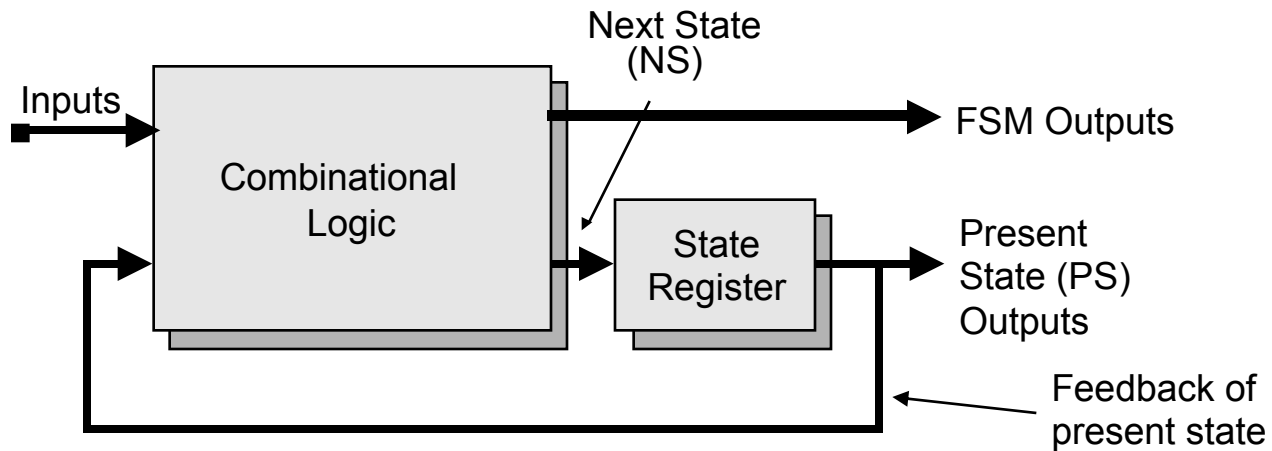 Next State
(NS)
Inputs
FSM Outputs
Combinational
Logic
State
Register
Present
State (PS)
Outputs
Feedback of
present state